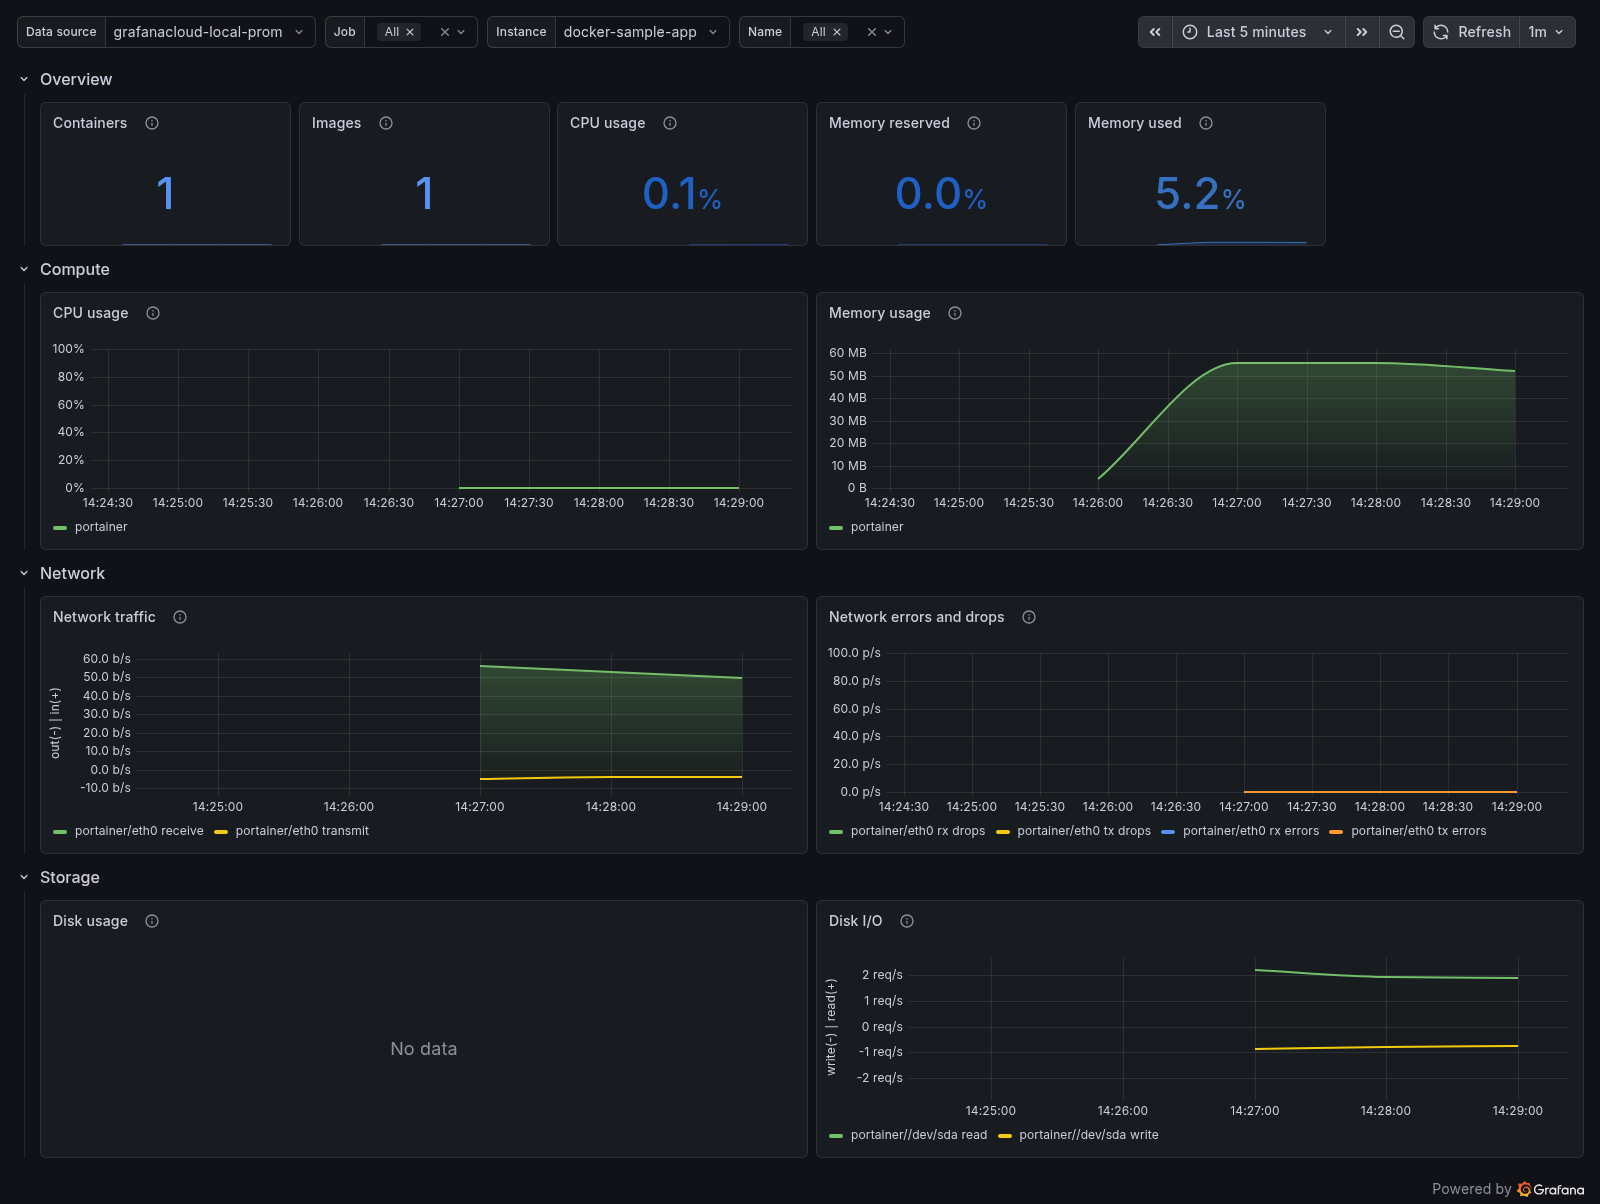 Data source grafanacloud-local-prom Job All Instance docker-sample-app Name All Last 5 minutes Refresh 1m
Overview
Containers Images CPU usage Memory reserved Memory used
1 1 0.1% 0.0% 5.2%
Compute
CPU usage
100%
80%
60%
40%
20%
0%
14:24:30 14:25:00 14:25:30 14:26:00 14:26:30 14:27:00 14:27:30 14:28:00 14:28:30 14:29:00
portainer
Memory usage
60 MB
50 MB
40 MB
30 MB
20 MB
10 MB
0 B
14:24:30 14:25:00 14:25:30 14:26:00 14:26:30 14:27:00 14:27:30 14:28:00 14:28:30 14:29:00
portainer
Network
Network traffic
out(-) | in(+)
60.0 b/s
50.0 b/s
40.0 b/s
30.0 b/s
20.0 b/s
10.0 b/s
0.0 b/s
-10.0 b/s
14:25:00 14:26:00 14:27:00 14:28:00 14:29:00
portainer/eth0 receive portainer/eth0 transmit
Network errors and drops
100.0 p/s
80.0 p/s
60.0 p/s
40.0 p/s
20.0 p/s
0.0 p/s
14:24:30 14:25:00 14:25:30 14:26:00 14:26:30 14:27:00 14:27:30 14:28:00 14:28:30 14:29:00
portainer/eth0 rx drops portainer/eth0 tx drops portainer/eth0 rx errors portainer/eth0 tx errors
Storage
Disk usage
No data
Disk I/O
write(-) | read(+)
2 req/s
1 req/s
0 req/s
-1 req/s
-2 req/s
14:25:00 14:26:00 14:27:00 14:28:00 14:29:00
portainer//dev/sda read portainer//dev/sda write
Powered by Grafana